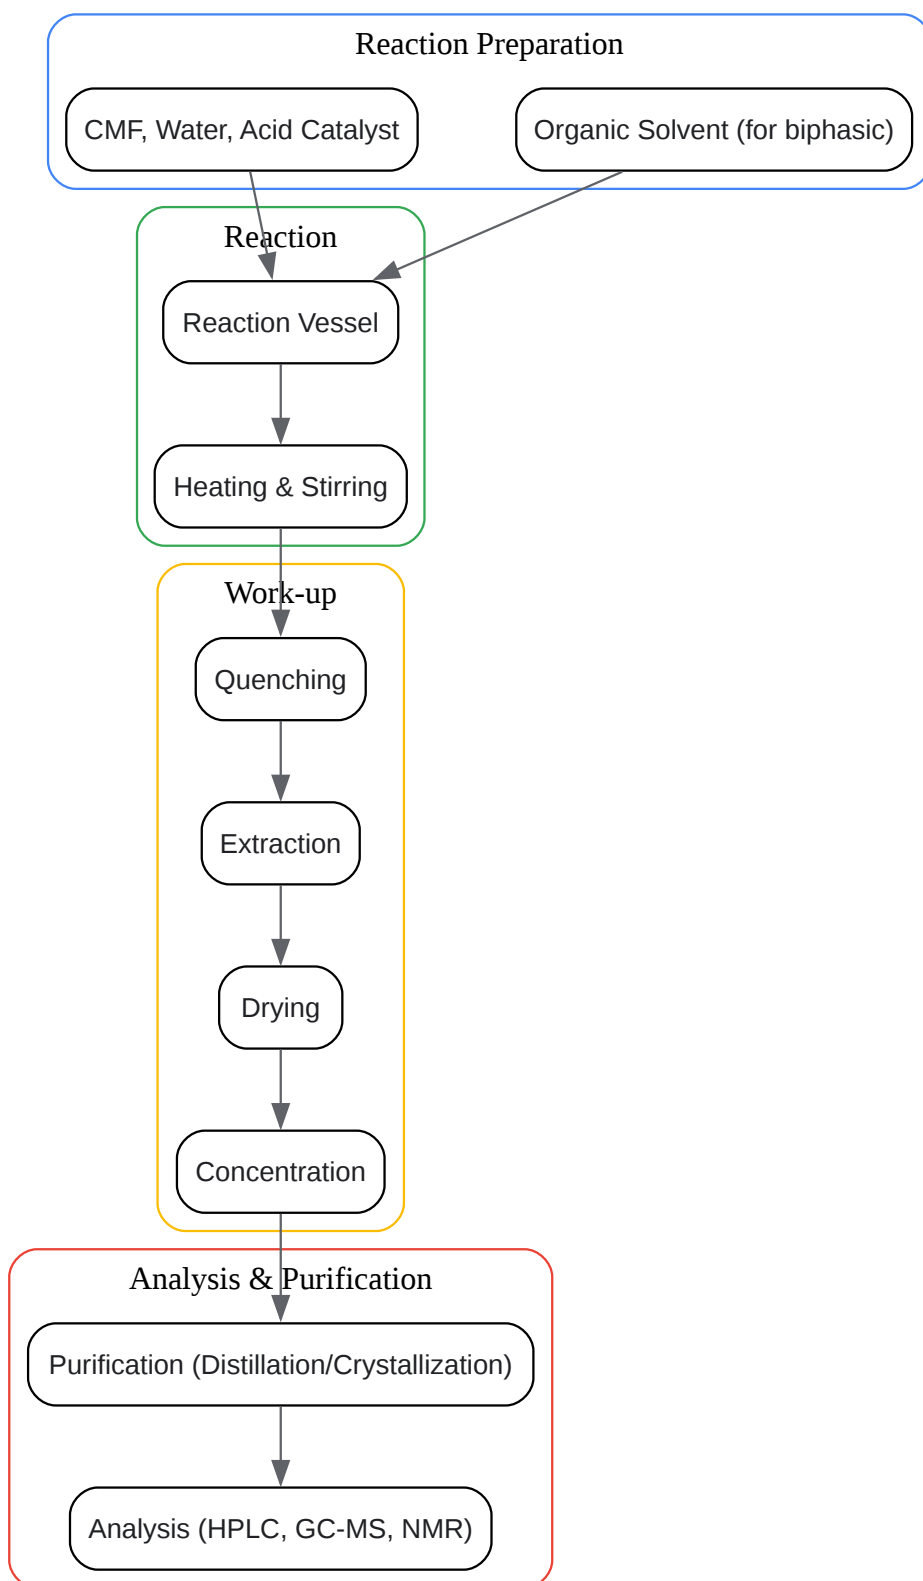 Reaction Preparation
CMF, Water, Acid Catalyst
Organic Solvent (for biphasic)
Reaction
Reaction Vessel
Heating & Stirring
Work-up
Quenching
Extraction
Drying
Concentration
Analysis & Purification
Purification (Distillation/Crystallization)
Analysis (HPLC, GC-MS, NMR)